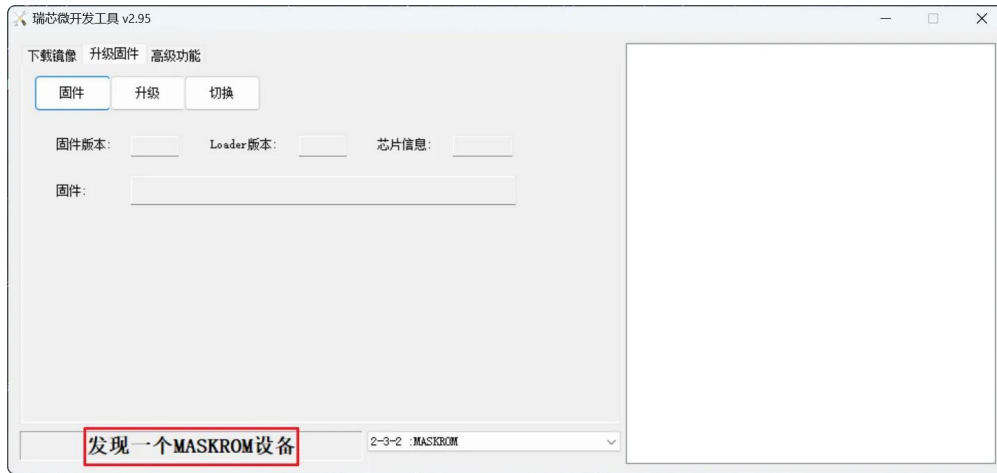 瑞芯微开发工具 v2.95
下载镜像 升级固件 高级功能
固件 升级 切换
固件版本: Loader版本: 芯片信息:
固件:
发现一个MASKROM设备 2-3-2 :MASKROM